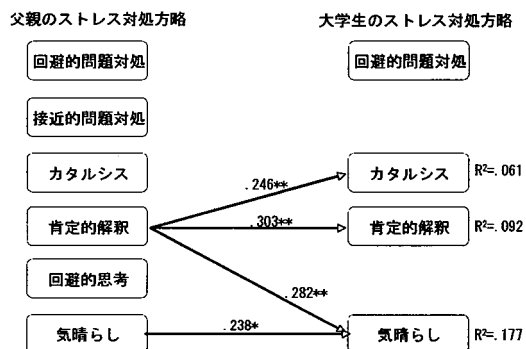 父親のストレス対処方略
大学生のストレス対処方略
回避的問題対処
回避的問題対処
接近的問題対処
カタルシス
.246**
カタルシス
R²=.061
肯定的解釈
.303**
肯定的解釈
R²=.092
回避的思考
.282**
気晴らし
.238*
気晴らし
R²=.177